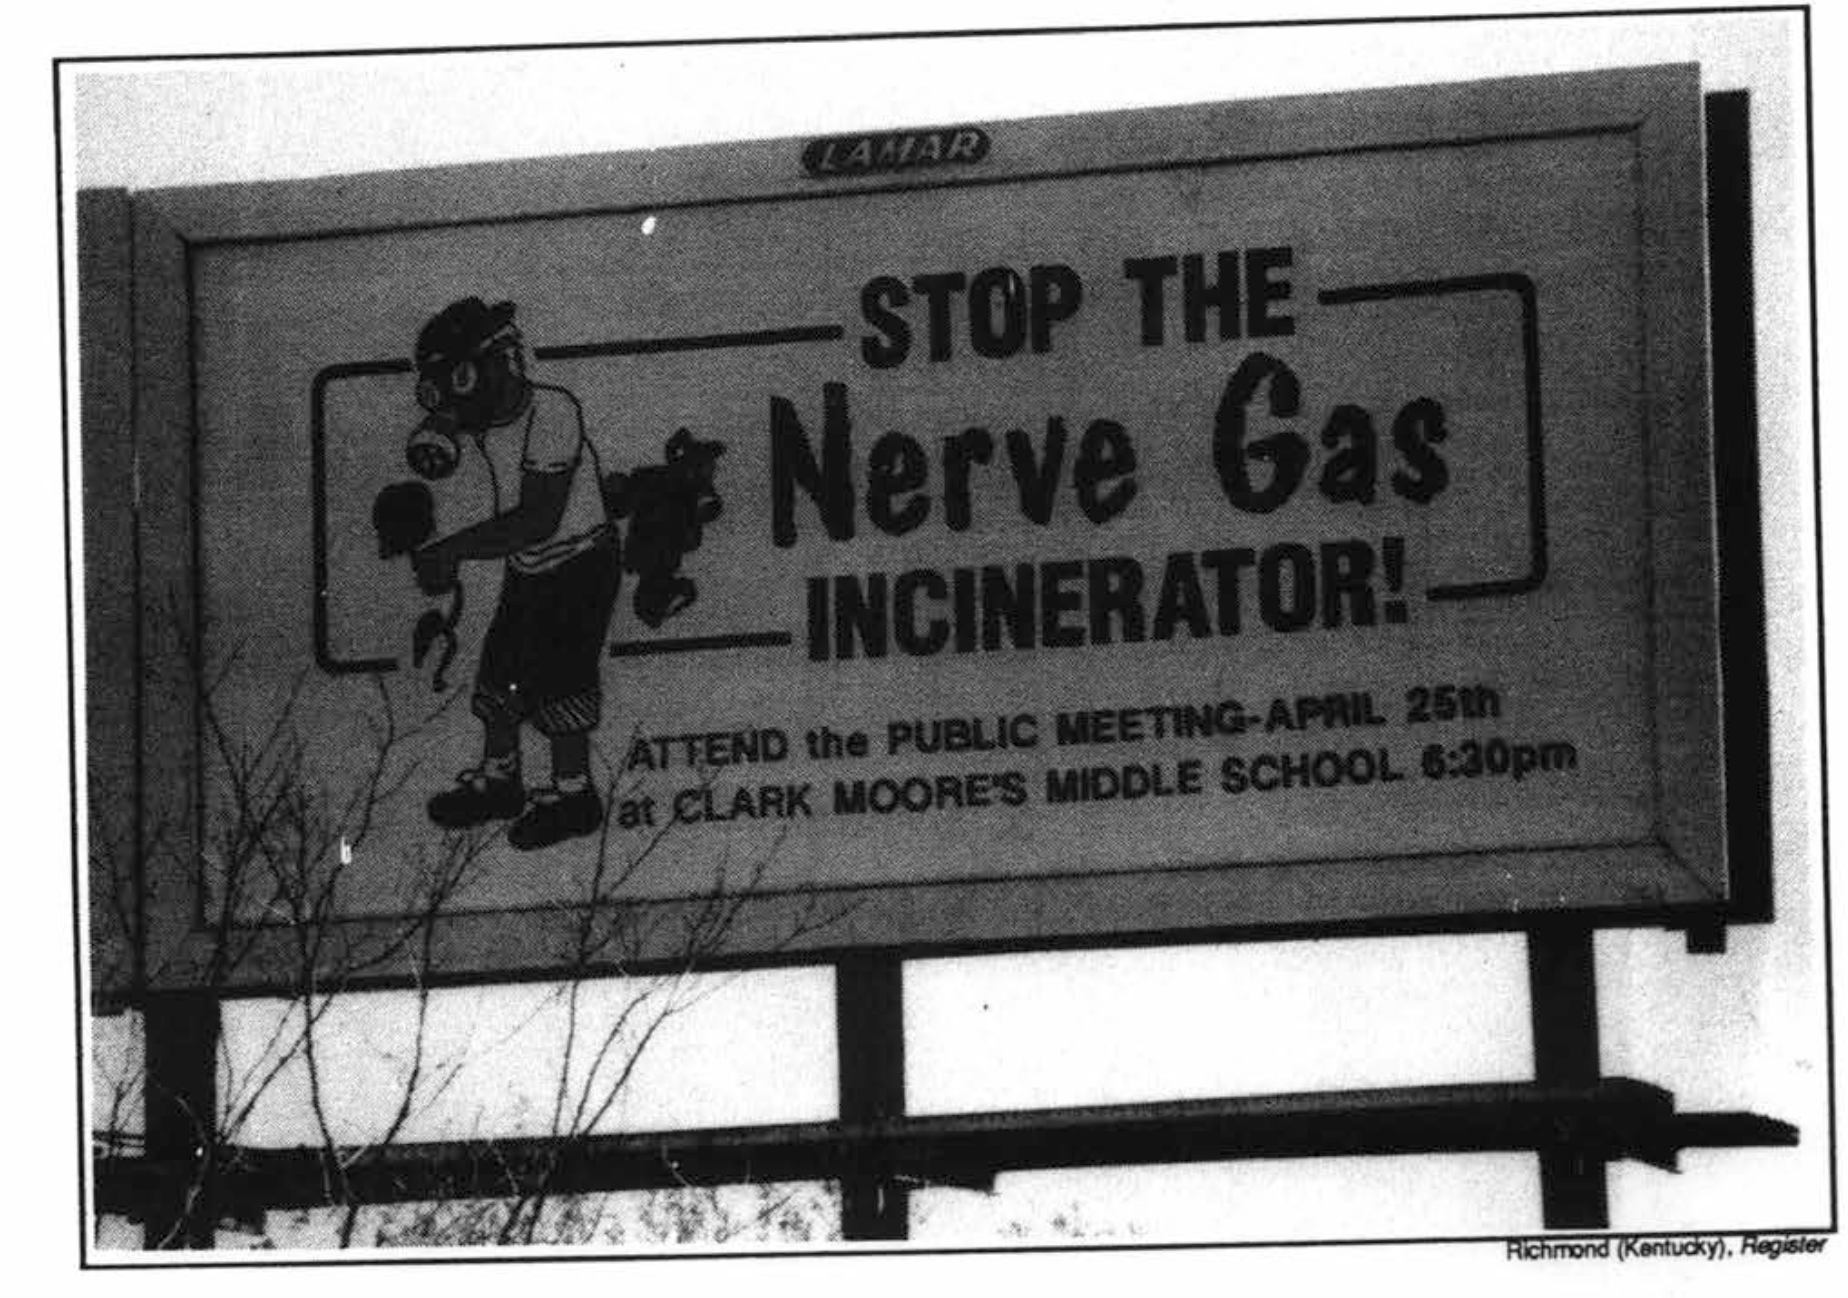 LAMAR
STOP THE
Nerve Gas
INCINERATOR!
ATTEND the PUBLIC MEETING-APRIL 25th
at CLARK MOORE'S MIDDLE SCHOOL 6:30pm
Richmond (Kentucky), Register